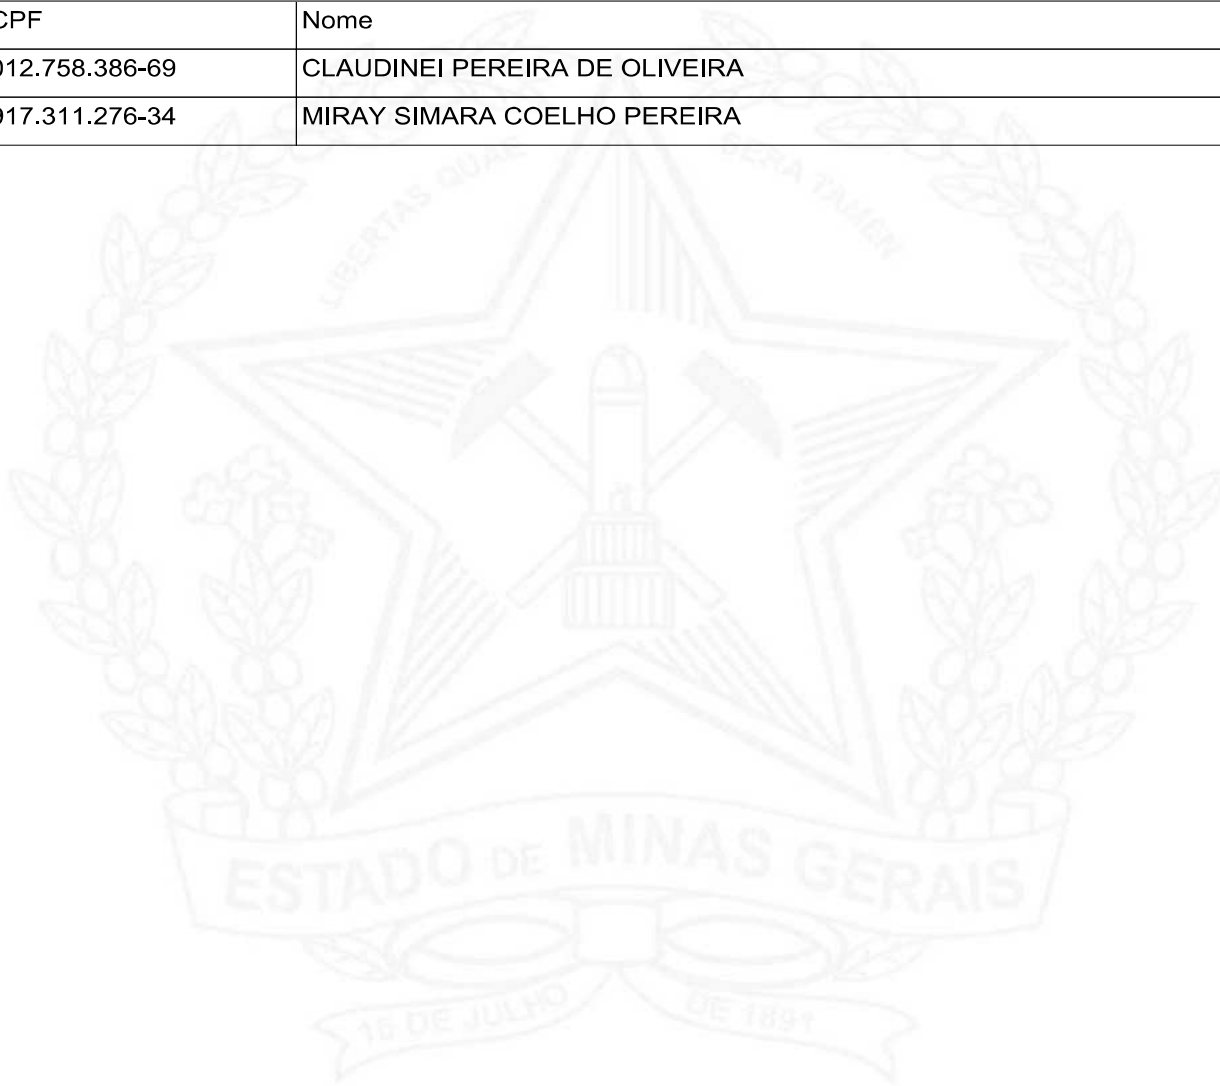 CPF Nome
012.758.386-69 CLAUDINEI PEREIRA DE OLIVEIRA
917.311.276-34 MIRAY SIMARA COELHO PEREIRA
LIBERTAS QUAE SERA TAMEN
ESTADO DE MINAS GERAIS
15 DE JULHO DE 1891